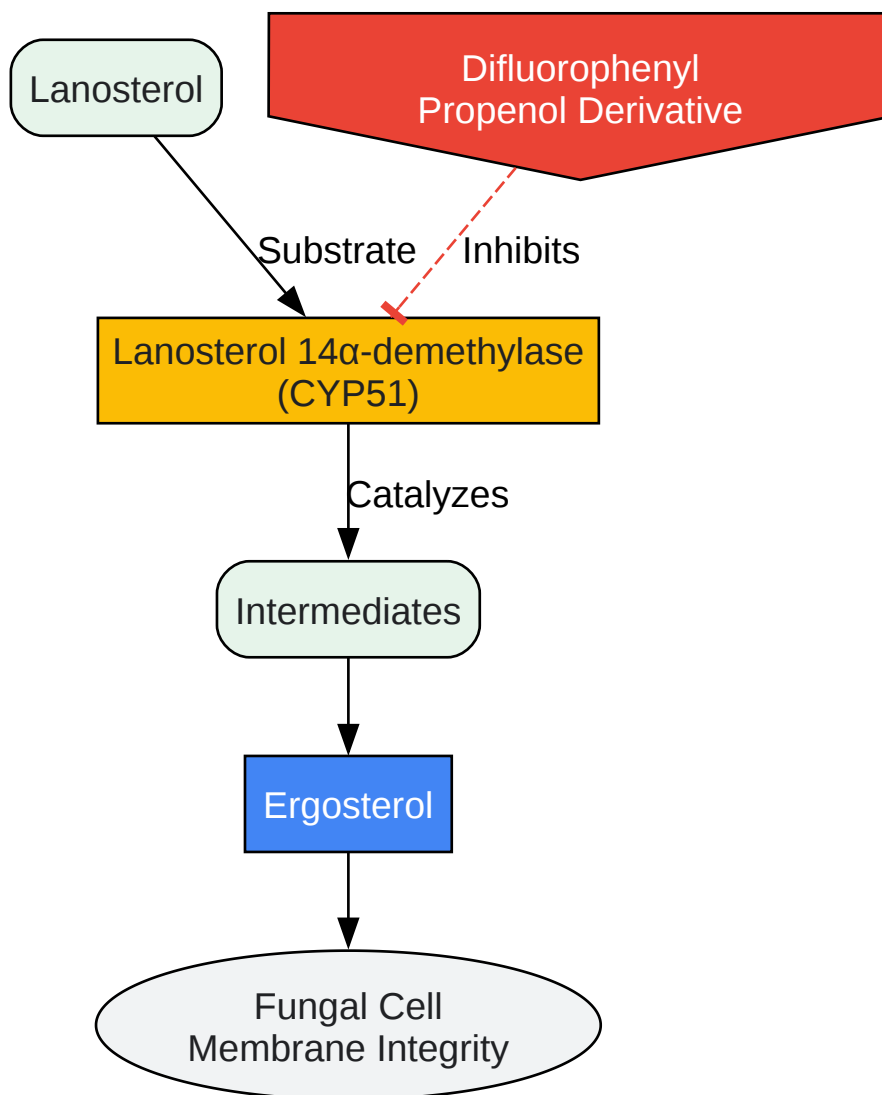 Lanosterol
Difluorophenyl
Propenol Derivative
Substrate
Inhibits
Lanosterol 14α-demethylase
(CYP51)
Catalyzes
Intermediates
Ergosterol
Fungal Cell
Membrane Integrity